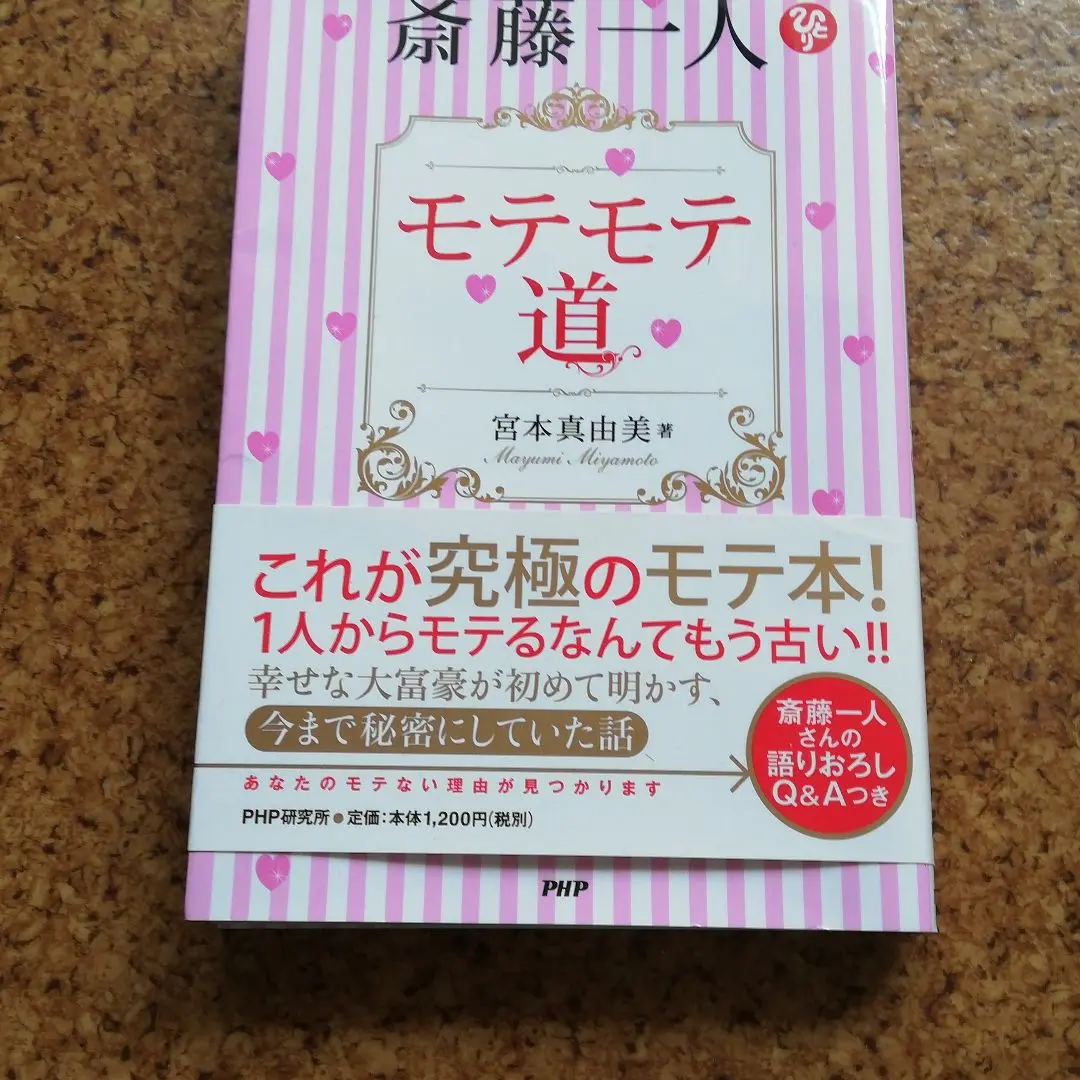 斎藤一人
ひとり
モテモテ
道
宮本真由美 著
Mayumi Miyamoto
これが究極のモテ本!
1人からモテるなんてもう古い!!
幸せな大富豪が初めて明かす、
今まで秘密にしていた話
斎藤一人
さんの
語りおろし
Q&Aつき
あなたのモテない理由が見つかります
PHP研究所●定価:本体1,200円(税別)
PHP